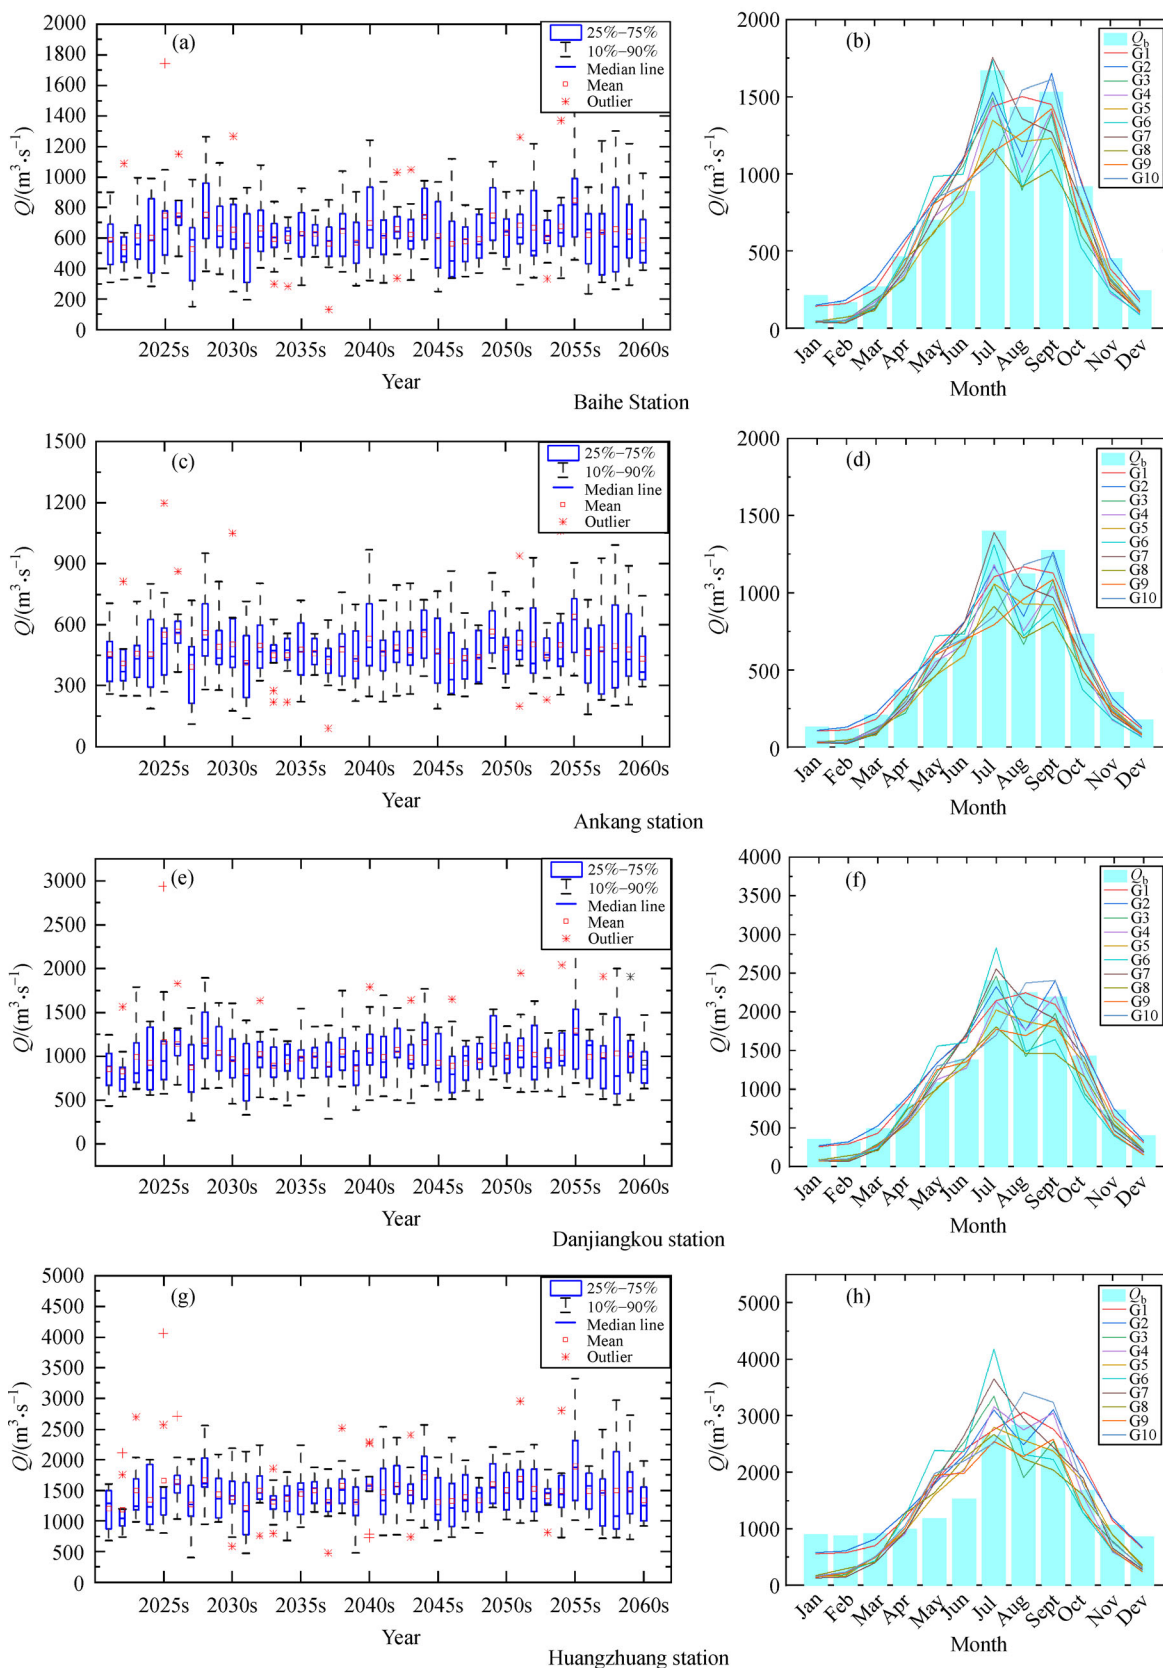 (a)
25%−75%
10%−90%
Median line
Mean
Outlier
2000
1800
1600
1400
1200
1000
800
600
400
200
0
Q/(m³·s⁻¹)
2025s 2030s 2035s 2040s 2045s 2050s 2055s 2060s
Year
(b)
Q_b
G1
G2
G3
G4
G5
G6
G7
G8
G9
G10
2000
1500
1000
500
0
Q/(m³·s⁻¹)
Jan Feb Mar Apr May Jun Jul Aug Sept Oct Nov Dev
Month
Baihe Station
(c)
25%−75%
10%−90%
Median line
Mean
Outlier
1500
1200
900
600
300
0
Q/(m³·s⁻¹)
2025s 2030s 2035s 2040s 2045s 2050s 2055s 2060s
Year
(d)
Q_b
G1
G2
G3
G4
G5
G6
G7
G8
G9
G10
2000
1500
1000
500
0
Q/(m³·s⁻¹)
Jan Feb Mar Apr May Jun Jul Aug Sept Oct Nov Dev
Month
Ankang station
(e)
25%−75%
10%−90%
Median line
Mean
Outlier
3000
2500
2000
1500
1000
500
0
Q/(m³·s⁻¹)
2025s 2030s 2035s 2040s 2045s 2050s 2055s 2060s
Year
(f)
Q_b
G1
G2
G3
G4
G5
G6
G7
G8
G9
G10
4000
3500
3000
2500
2000
1500
1000
500
0
Q/(m³·s⁻¹)
Jan Feb Mar Apr May Jun Jul Aug Sept Oct Nov Dev
Month
Danjiangkou station
(g)
25%−75%
10%−90%
Median line
Mean
Outlier
5000
4500
4000
3500
3000
2500
2000
1500
1000
500
0
Q/(m³·s⁻¹)
2025s 2030s 2035s 2040s 2045s 2050s 2055s 2060s
Year
(h)
Q_b
G1
G2
G3
G4
G5
G6
G7
G8
G9
G10
5000
4000
3000
2000
1000
0
Q/(m³·s⁻¹)
Jan Feb Mar Apr May Jun Jul Aug Sept Oct Nov Dev
Month
Huangzhuang station